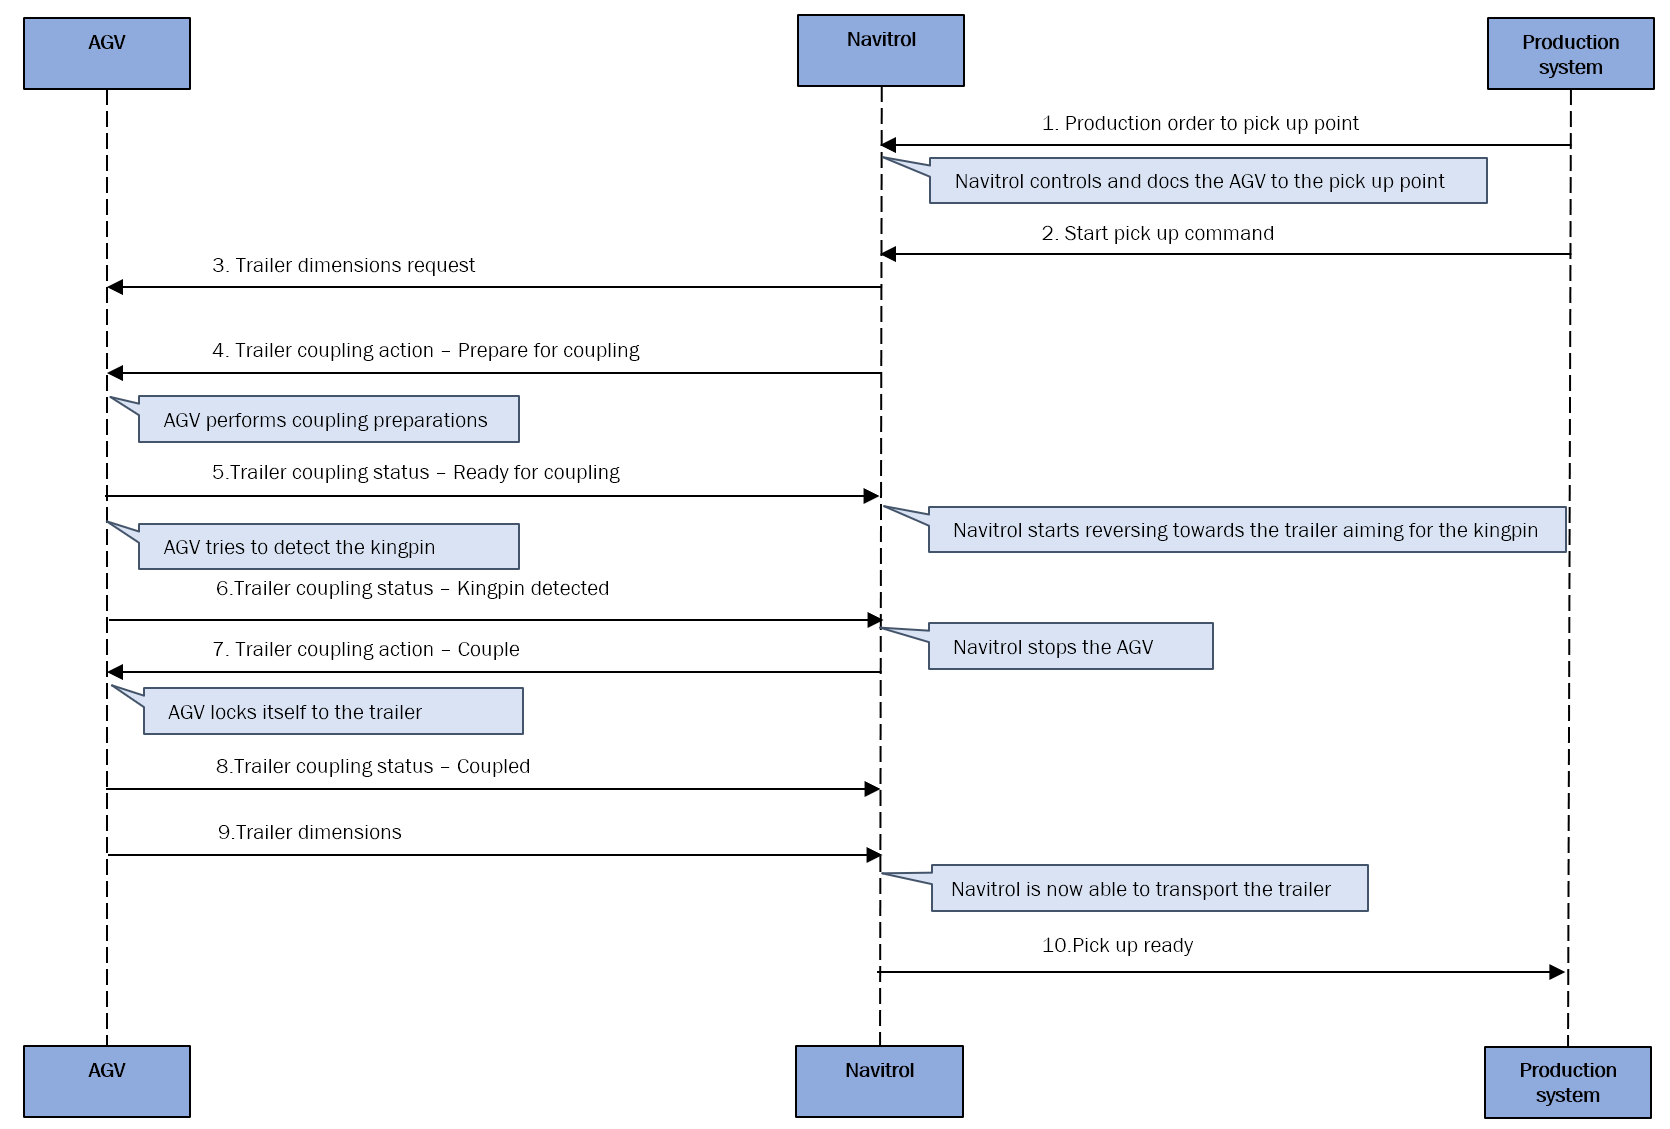 AGV
Navitrol
Production
system
1. Production order to pick up point
Navitrol controls and docs the AGV to the pick up point
2. Start pick up command
3. Trailer dimensions request
4. Trailer coupling action – Prepare for coupling
AGV performs coupling preparations
5.Trailer coupling status – Ready for coupling
Navitrol starts reversing towards the trailer aiming for the kingpin
AGV tries to detect the kingpin
6.Trailer coupling status – Kingpin detected
Navitrol stops the AGV
7. Trailer coupling action – Couple
AGV locks itself to the trailer
8.Trailer coupling status – Coupled
9.Trailer dimensions
Navitrol is now able to transport the trailer
10.Pick up ready
AGV
Navitrol
Production
system